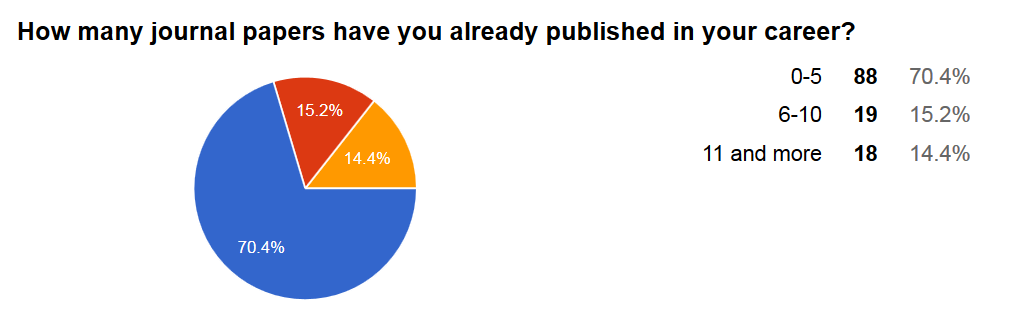 How many journal papers have you already published in your career?
0-5 88 70.4%
6-10 19 15.2%
11 and more 18 14.4%
15.2%
14.4%
70.4%